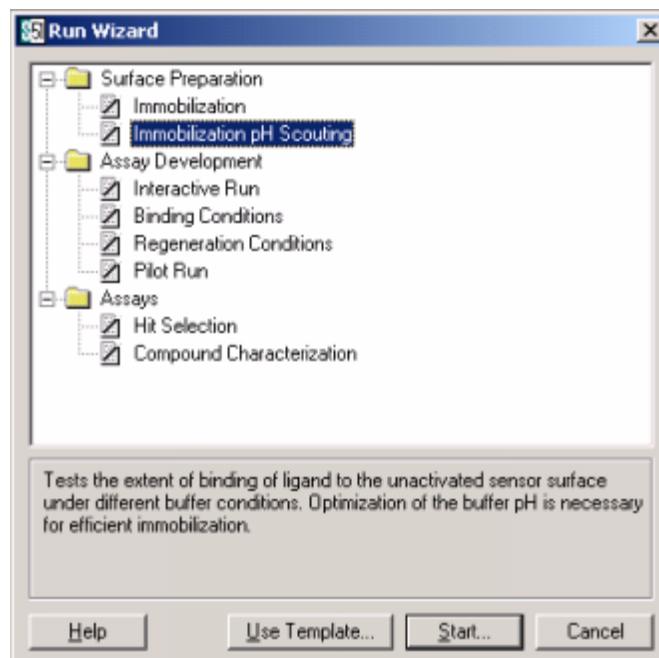 S51 Run Wizard
Surface Preparation
Immobilization
Immobilization pH Scouting
Assay Development
Interactive Run
Binding Conditions
Regeneration Conditions
Pilot Run
Assays
Hit Selection
Compound Characterization
Tests the extent of binding of ligand to the unactivated sensor surface
under different buffer conditions. Optimization of the buffer pH is necessary
for efficient immobilization.
Help Use Template... Start... Cancel